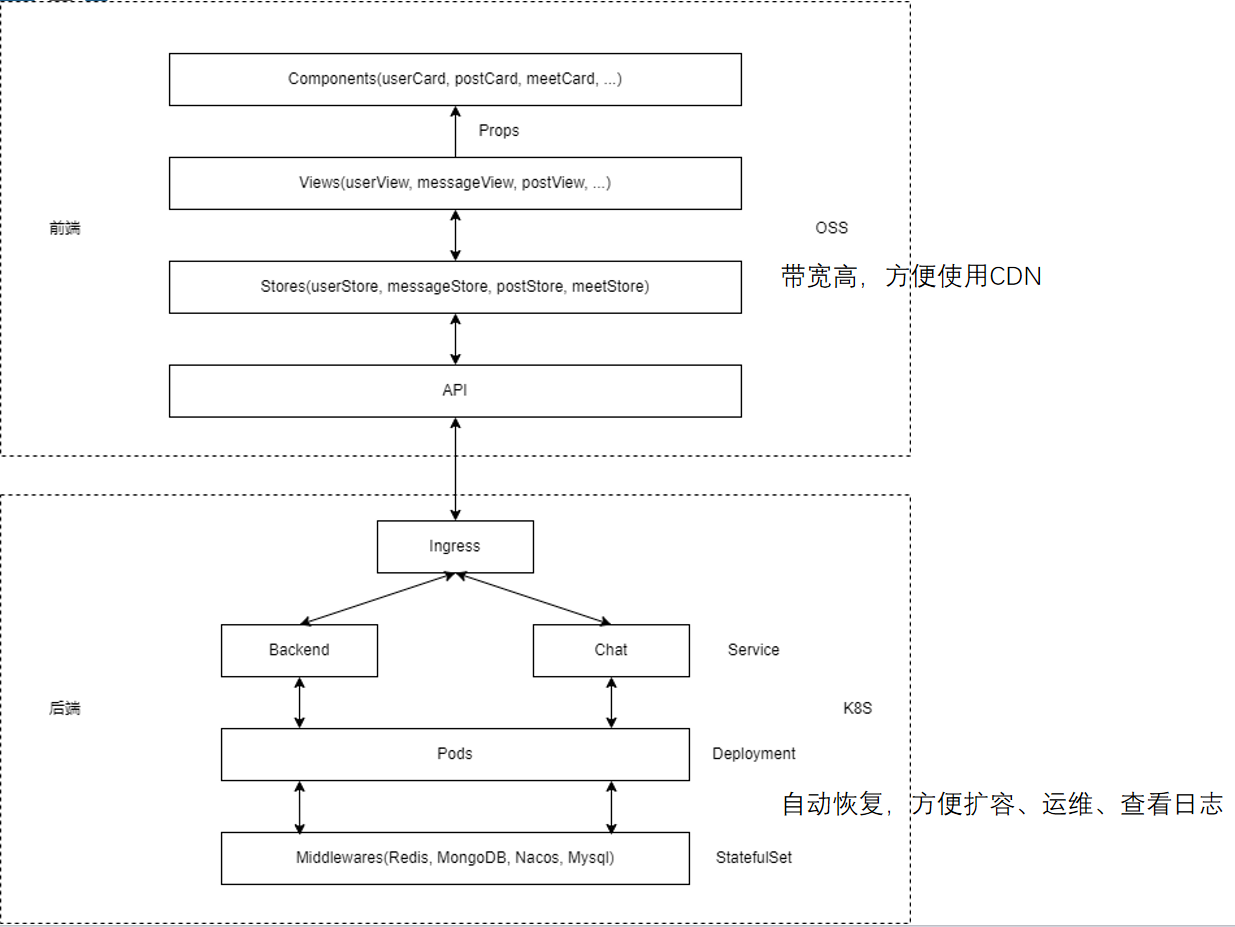 Components(userCard, postCard, meetCard, ...)
Props
Views(userView, messageView, postView, ...)
前端
OSS
带宽高，方便使用CDN
Stores(userStore, messageStore, postStore, meetStore)
API
Ingress
Backend
Chat
Service
后端
K8S
Pods
Deployment
自动恢复，方便扩容、运维、查看日志
Middlewares(Redis, MongoDB, Nacos, Mysql)
StatefulSet